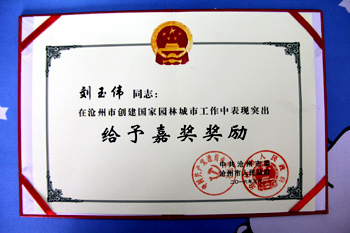 刘玉伟 同志:
在沧州市创建国家园林城市工作中表现突出
给予嘉奖奖励
中共沧州市委
沧州市人民政府